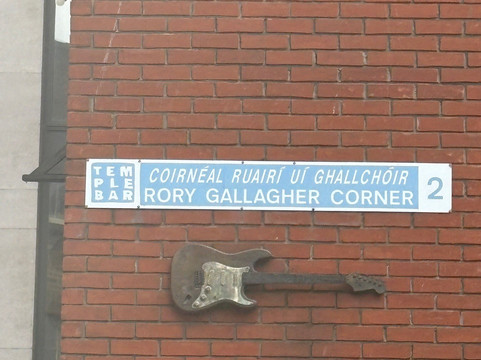 TEM
PLE
BAR
COIRNÉAL RUAIRÍ UÍ GHALLCHÓIR
RORY GALLAGHER CORNER
2